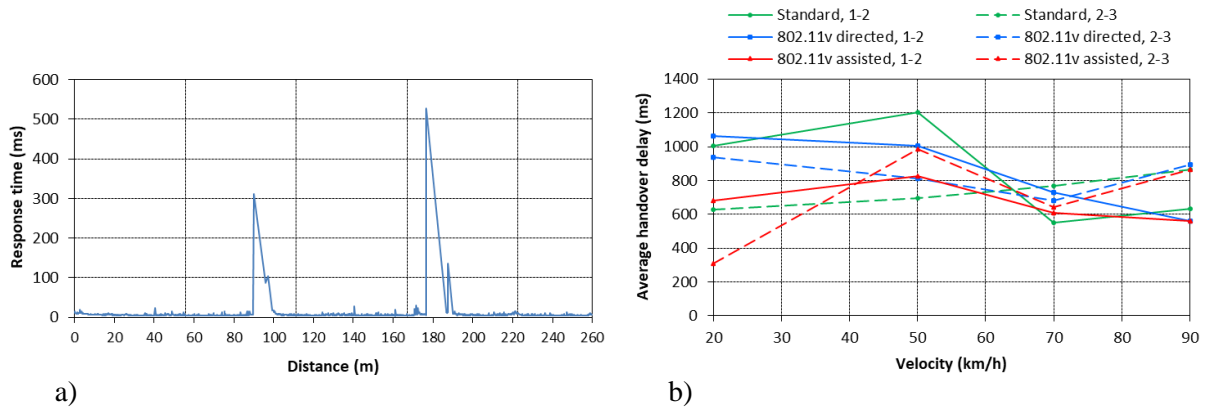 600
500
400
300
200
100
0
Response time (ms)
0 20 40 60 80 100 120 140 160 180 200 220 240 260
Distance (m)
a)
Standard, 1-2 Standard, 2-3
802.11v directed, 1-2 802.11v directed, 2-3
802.11v assisted, 1-2 802.11v assisted, 2-3
1400
1200
1000
800
600
400
200
0
Average handover delay (ms)
20 30 40 50 60 70 80 90
Velocity (km/h)
b)